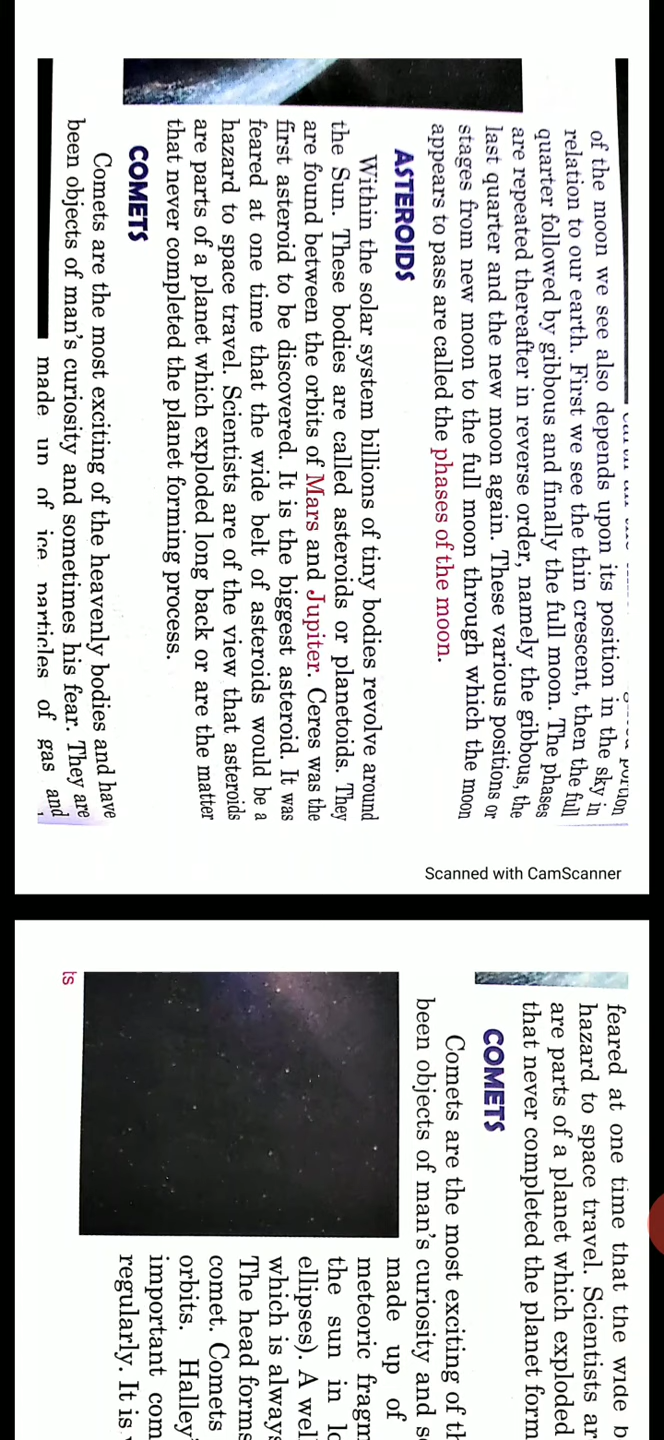 of the moon we see also depends upon its position in the sky in
relation to our earth. First we see the thin crescent, then the full
quarter followed by gibbous and finally the full moon. The phases
are repeated thereafter in reverse order, namely the gibbous, the
last quarter and the new moon again. These various positions or
stages from new moon to the full moon through which the moon
appears to pass are called the phases of the moon.
ASTEROIDS
Within the solar system billions of tiny bodies revolve around
the Sun. These bodies are called asteroids or planetoids. They
are found between the orbits of Mars and Jupiter. Ceres was the
first asteroid to be discovered. It is the biggest asteroid. It was
feared at one time that the wide belt of asteroids would be a
hazard to space travel. Scientists are of the view that asteroids
are parts of a planet which exploded long back or are the matter
that never completed the planet forming process.
COMETS
Comets are the most exciting of the heavenly bodies and have
been objects of man's curiosity and sometimes his fear. They are
made up of ice particles of gas and
Scanned with CamScanner
feared at one time that the wide b
hazard to space travel. Scientists ar
are parts of a planet which exploded
that never completed the planet form
COMETS
Comets are the most exciting of th
been objects of man's curiosity and s
made up of
meteoric fragm
the sun in lo
ellipses). A wel
which is always
The head forms
comet. Comets
orbits. Halley'
important com
regularly. It is
ts